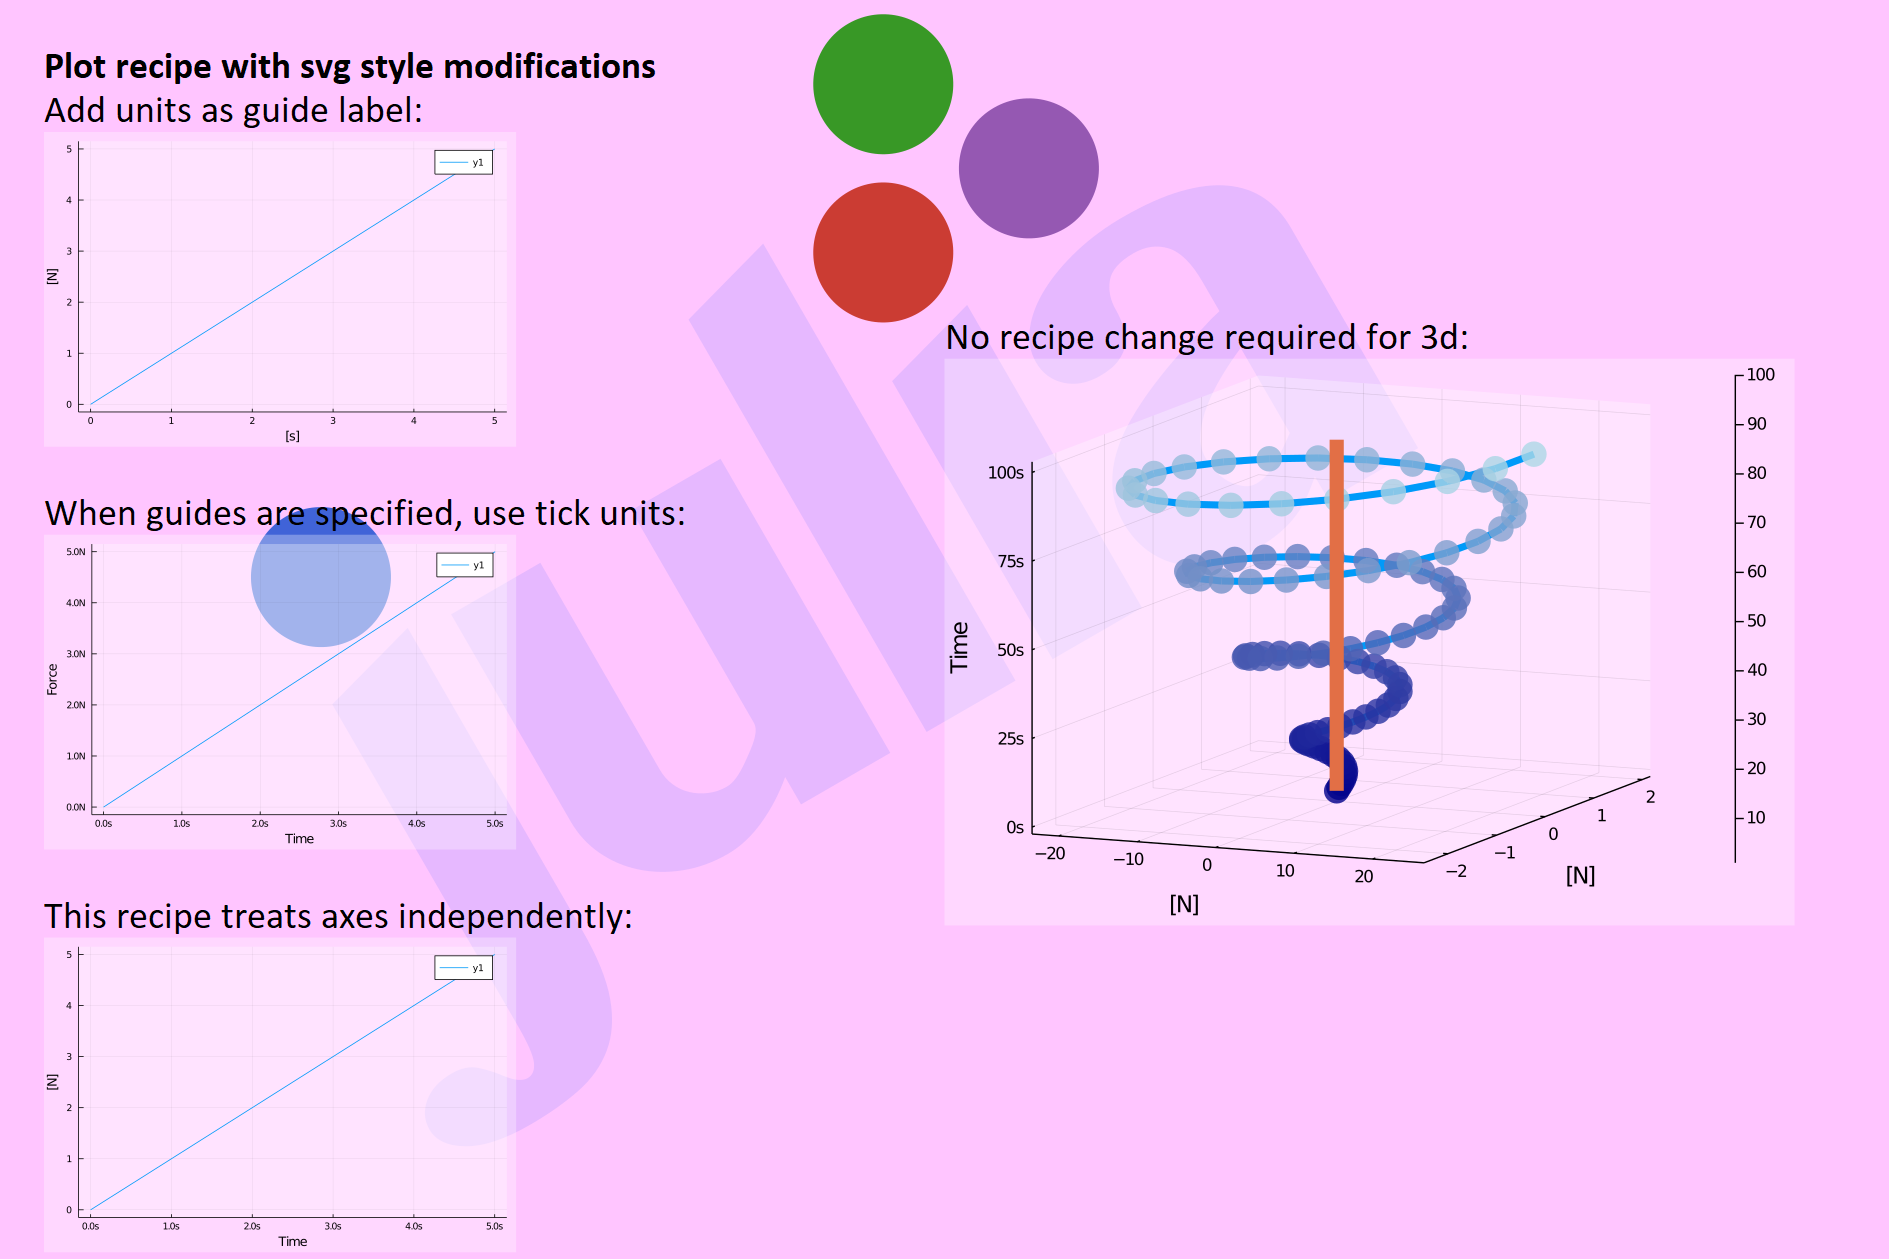 Plot recipe with svg style modifications
Add units as guide label:
5
4
3
2
1
0
[N]
y1
0 1 2 3 4 5
[s]
When guides are specified, use tick units:
5.0N
4.0N
3.0N
2.0N
1.0N
0.0N
Force
y1
0.0s 1.0s 2.0s 3.0s 4.0s 5.0s
Time
This recipe treats axes independently:
5
4
3
2
1
0
[N]
y1
0.0s 1.0s 2.0s 3.0s 4.0s 5.0s
Time
No recipe change required for 3d:
100s
75s
50s
25s
0s
Time
−20 −10 0 10 20
[N]
−2 −1 0 1 2
[N]
100
90
80
70
60
50
40
30
20
10
julia